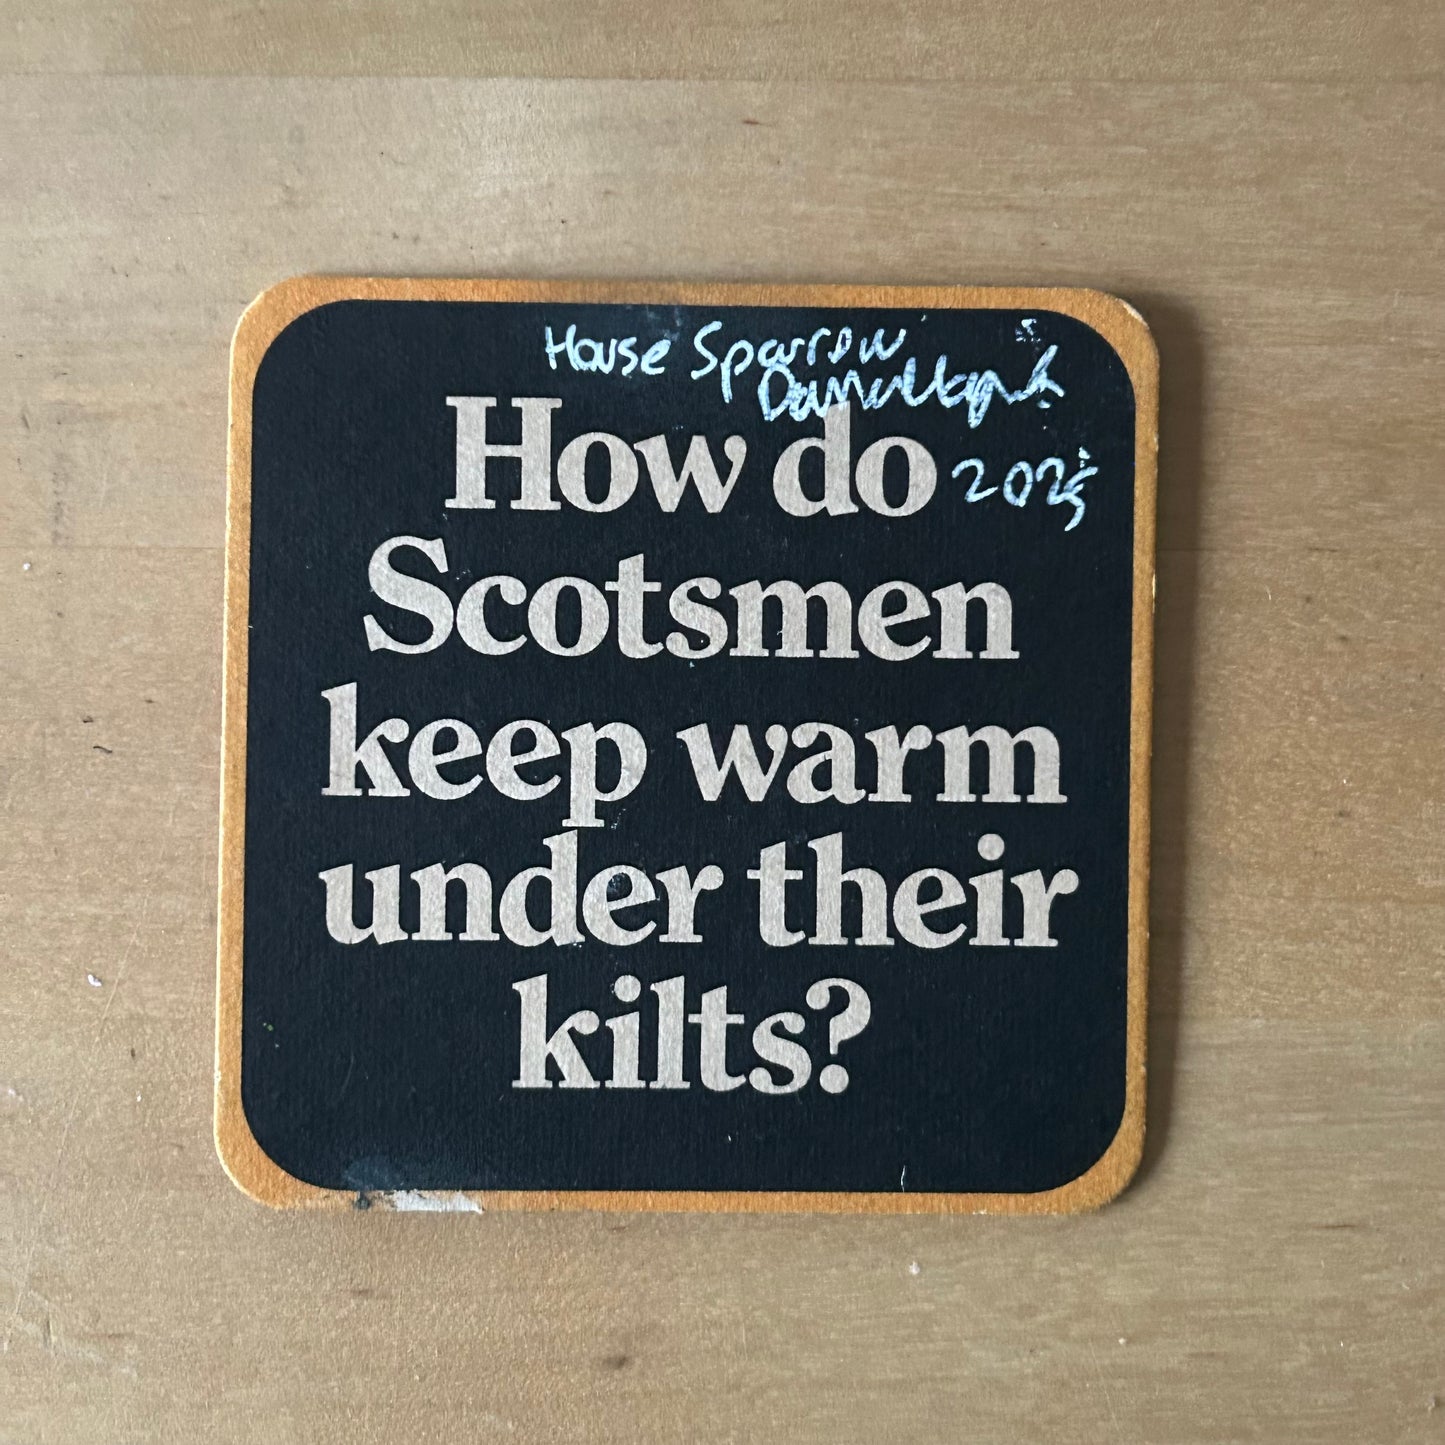 House Sparrow
How do
2025
Scotsmen
keep warm
under their
kilts?